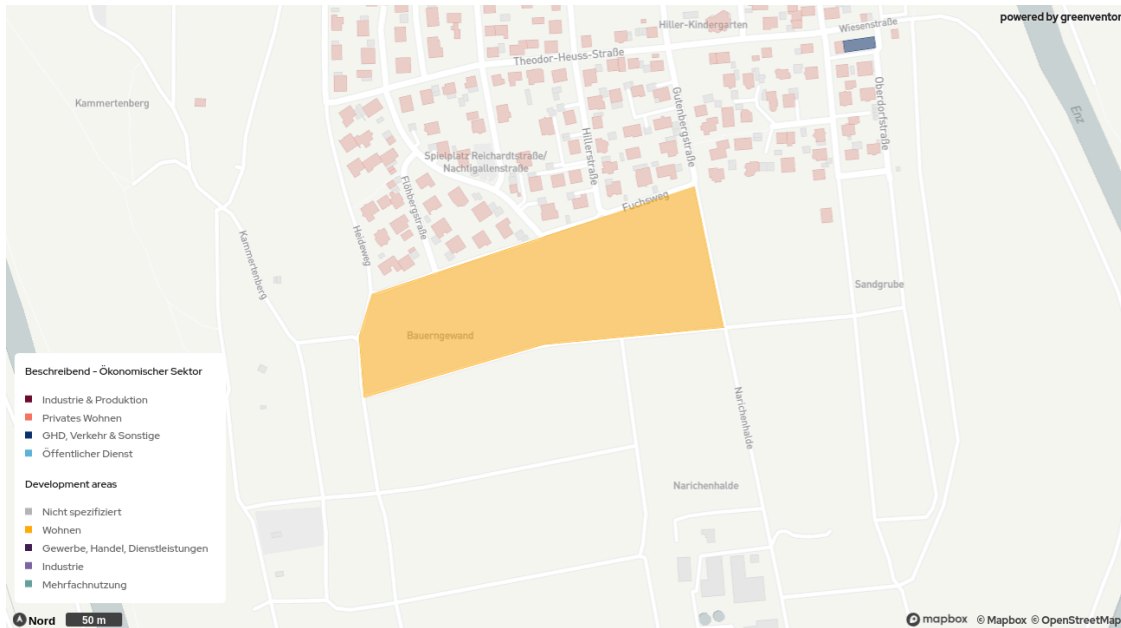 powered by greenventor
Hiller-Kindergarten
Wiesenstraße
Theodor-Heuss-Straße
Kammertenberg
Gutenbergstraße
Oberdorfstraße
Enz
Hillerstraße
Spielplatz Reichardtstraße/
Nachtigallenstraße
Flöhbergstraße
Fuchsweg
Heideweg
Kammertenberg
Sandgrube
Bauerngewand
Narichenhalde
Narichenhalde
Beschreibend - Ökonomischer Sektor
Industrie & Produktion
Privates Wohnen
GHD, Verkehr & Sonstige
Öffentlicher Dienst
Development areas
Nicht spezifiziert
Wohnen
Gewerbe, Handel, Dienstleistungen
Industrie
Mehrfachnutzung
Nord
50 m
mapbox © Mapbox © OpenStreetMap